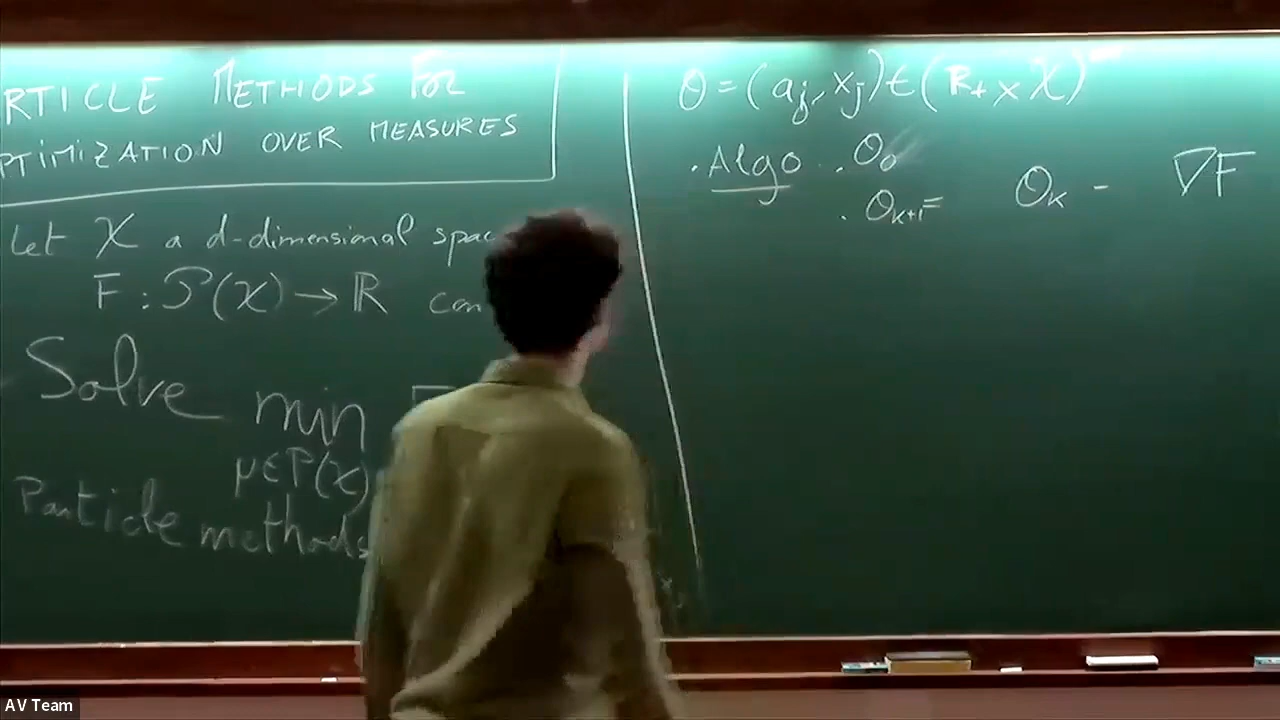 RTICLE METHODS FOR
PTIMIZATION OVER MEASURES
Let X a d-dimensional spac
F : P(X) → ℝ con
Solve min
μ∈P(X)
Particle methods
θ = (aj, xj) ∈ (ℝ+ × X)
. Algo . θ0
. θk+1 = θk - ∇F
AV Team